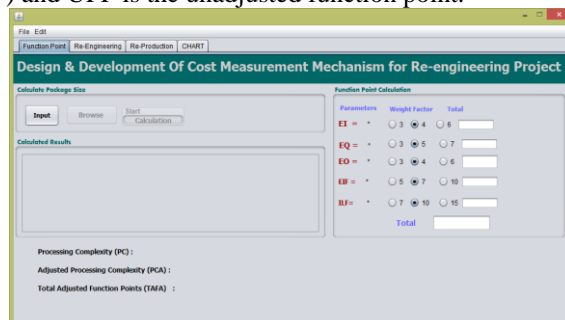 ) and UFP is the unadjusted function point.
File Edit
Function Point Re-Engineering Re-Production CHART
Design & Development Of Cost Measurement Mechanism for Re-engineering Project
Calculate Package Size
Input Browse Start Calculation
Calculated Results
Processing Complexity (PC) :
Adjusted Processing Complexity (PCA) :
Total Adjusted Function Points (TAFA) :
Function Point Calculation
Parameters Weight Factor Total
EI = * 3 4 6
EQ = * 3 5 7
EO = * 3 4 6
EIF = * 5 7 10
ILF= * 7 10 15
Total